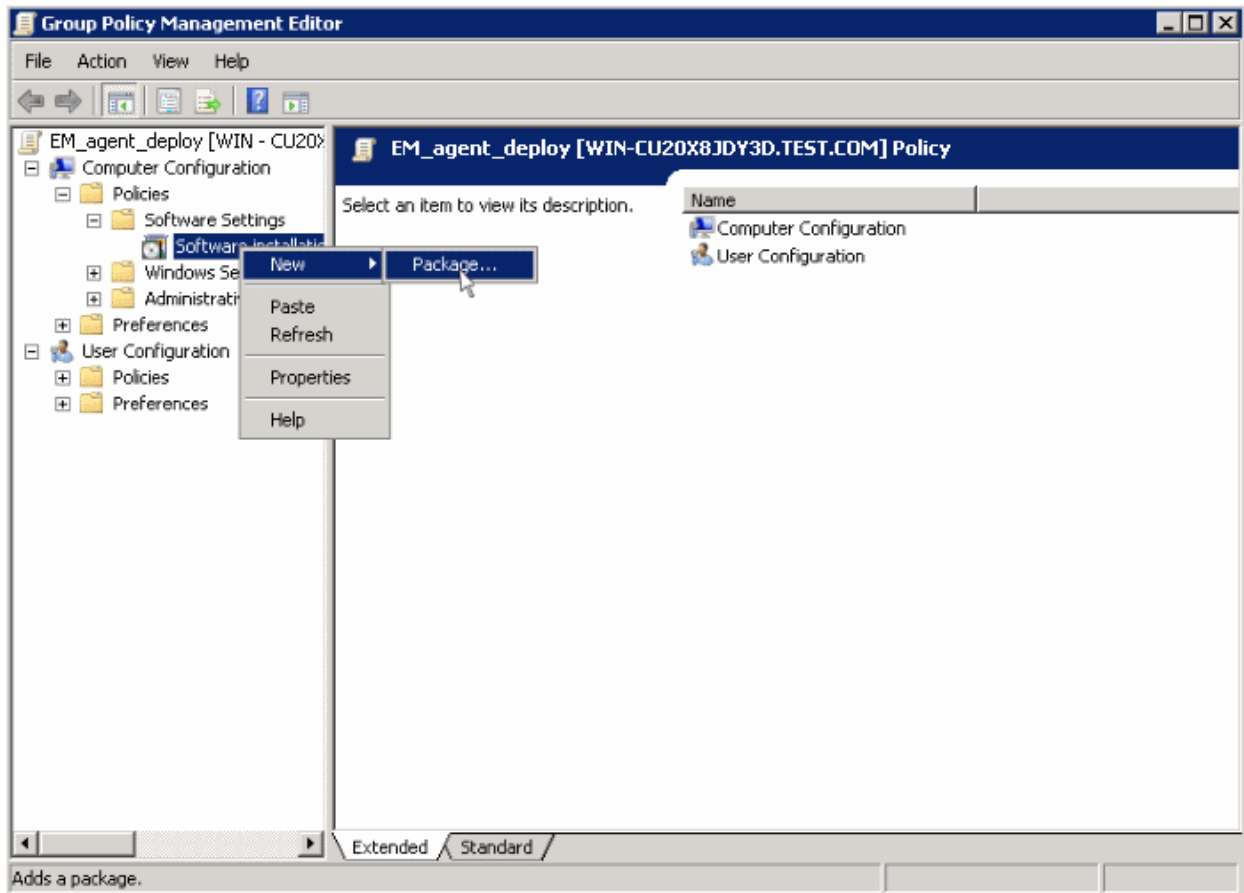 Group Policy Management Editor
File Action View Help
EM_agent_deploy [WIN - CU20X
Computer Configuration
Policies
Software Settings
Software installatio
Windows Se
Administrati
Preferences
User Configuration
Policies
Preferences
New
Paste
Refresh
Properties
Help
Package...
EM_agent_deploy [WIN-CU20X8JDY3D.TEST.COM] Policy
Select an item to view its description.
Name
Computer Configuration
User Configuration
Extended Standard
Adds a package.